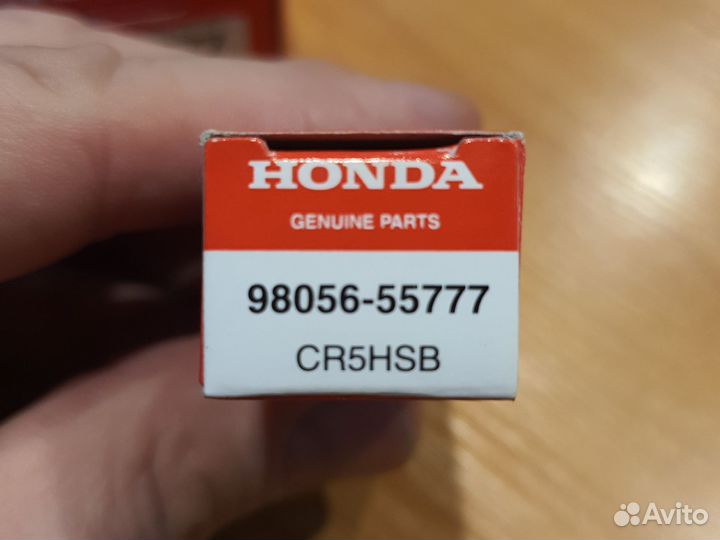 HONDA
GENUINE PARTS
98056-55777
CR5HSB
Avito